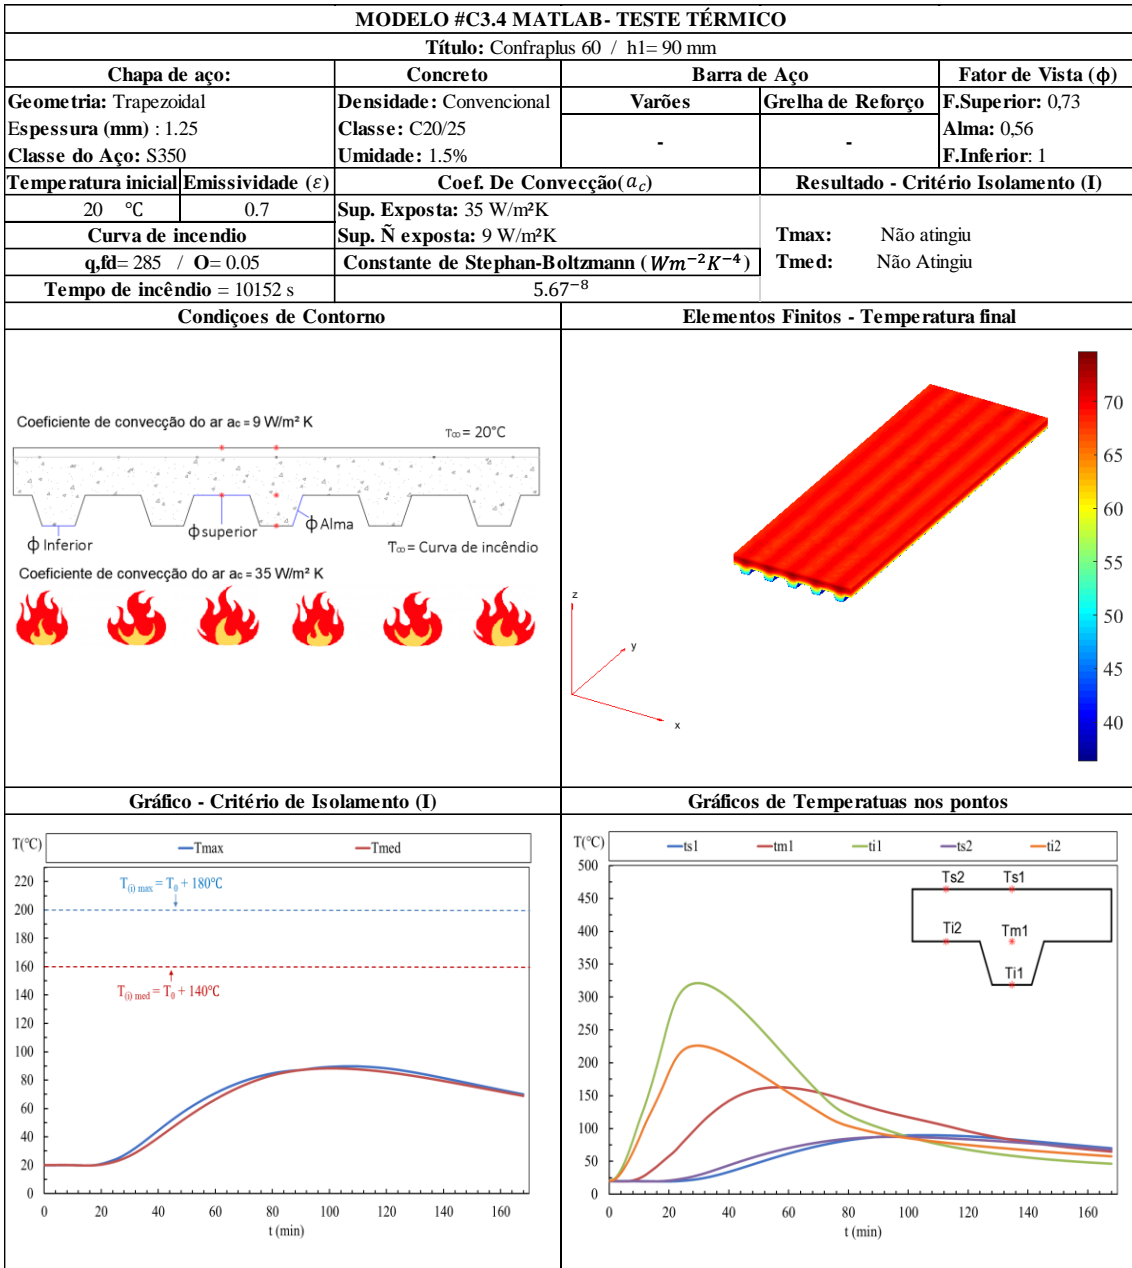 MODELO #C3.4 MATLAB- TESTE TÉRMICO
Título: Confraplus 60 / h1= 90 mm
Chapa de aço:
Concreto
Barra de Aço
Fator de Vista (ϕ)
Geometria: Trapezoidal
Espessura (mm) : 1.25
Classe do Aço: S350
Densidade: Convencional
Classe: C20/25
Umidade: 1.5%
Varões
Grelha de Reforço
-
-
F.Superior: 0,73
Alma: 0,56
F.Inferior: 1
Temperatura inicial
Emissividade (ε)
Coef. De Convecção(a_c)
Resultado - Critério Isolamento (I)
20 °C
0.7
Sup. Exposta: 35 W/m²K
Sup. Ñ exposta: 9 W/m²K
Tmax: Não atingiu
Tmed: Não Atingiu
Curva de incendio
q,fd= 285 / O= 0.05
Constante de Stephan-Boltzmann (Wm⁻²K⁻⁴)
Tempo de incêndio = 10152 s
5.67⁻⁸
Condiçoes de Contorno
Elementos Finitos - Temperatura final
Coeficiente de convecção do ar ac = 9 W/m² K
T∞ = 20°C
ϕ Inferior
ϕ superior
ϕ Alma
T∞ = Curva de incêndio
Coeficiente de convecção do ar ac = 35 W/m² K
z
y
x
70
65
60
55
50
45
40
Gráfico - Critério de Isolamento (I)
Gráficos de Temperatuas nos pontos
T(°C)
Tmax
Tmed
220
200
180
160
140
120
100
80
60
40
20
0
T(i) max = T0 + 180°C
T(i) med = T0 + 140°C
0 20 40 60 80 100 120 140 160
t (min)
T(°C)
ts1
tm1
ti1
ts2
ti2
500
450
400
350
300
250
200
150
100
50
0
Ts2
Ts1
Ti2
Tm1
Ti1
0 20 40 60 80 100 120 140 160
t (min)